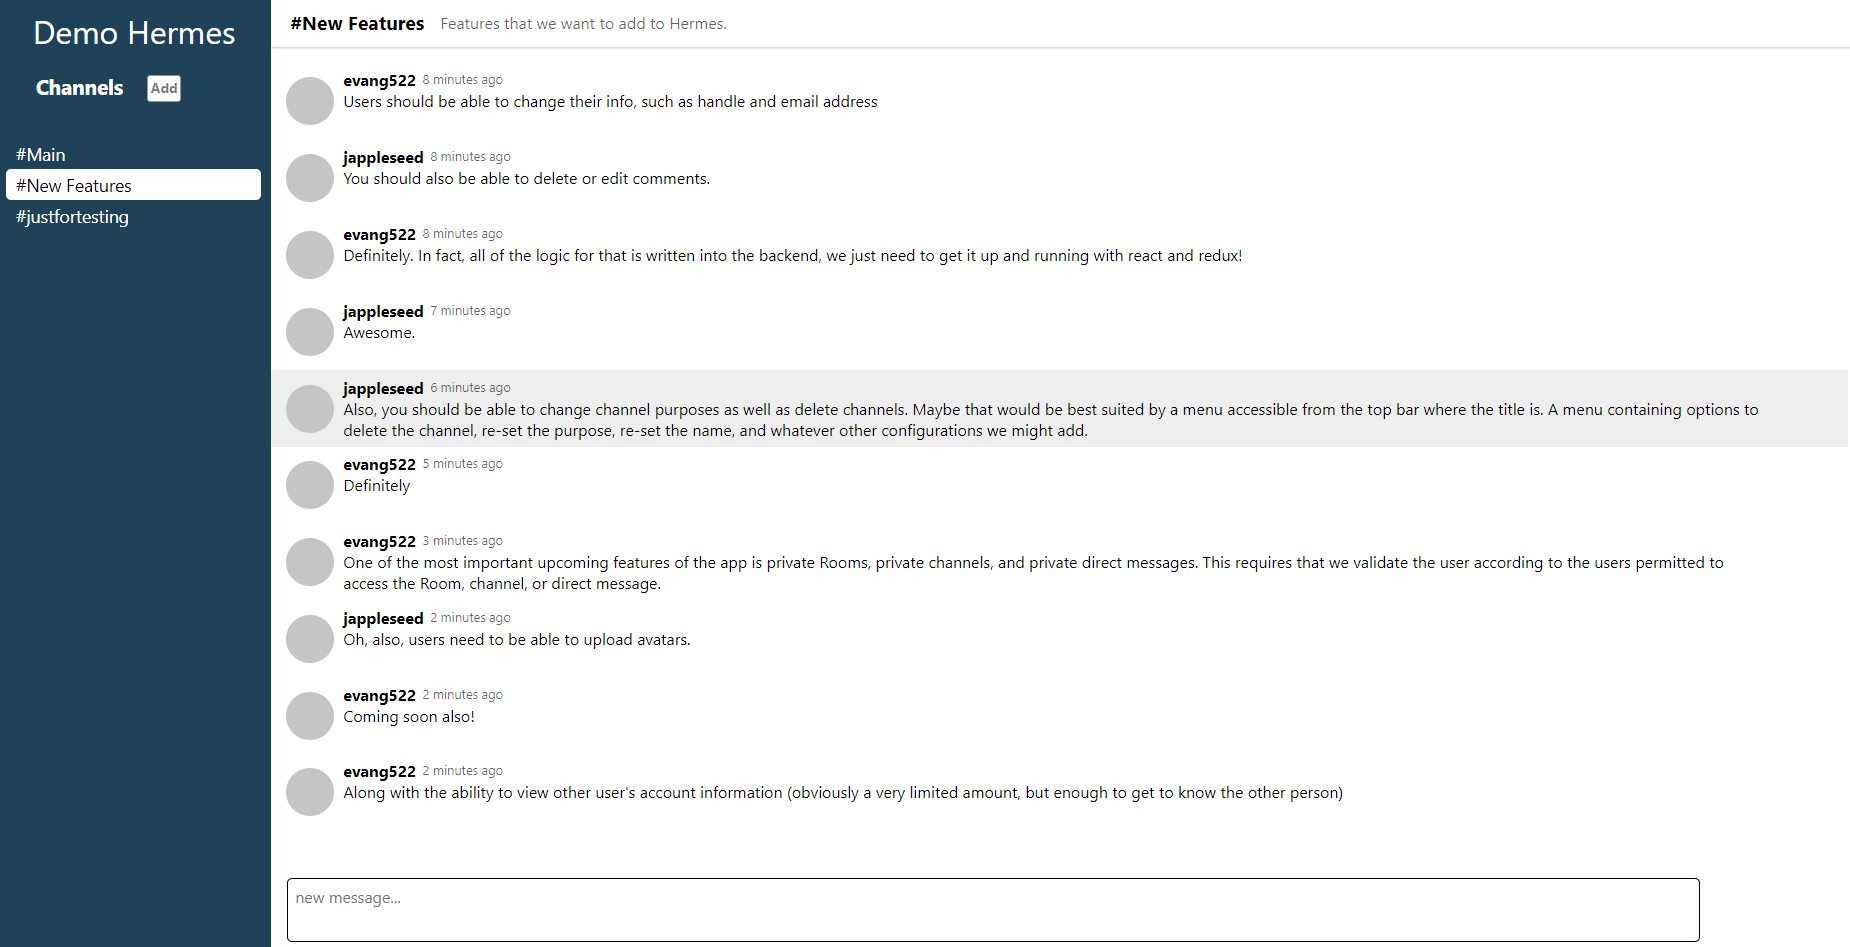 Demo Hermes
Channels Add
#Main
#New Features
#justfortesting
#New Features Features that we want to add to Hermes.
evang522 8 minutes ago
Users should be able to change their info, such as handle and email address
jappleseed 8 minutes ago
You should also be able to delete or edit comments.
evang522 8 minutes ago
Definitely. In fact, all of the logic for that is written into the backend, we just need to get it up and running with react and redux!
jappleseed 7 minutes ago
Awesome.
jappleseed 6 minutes ago
Also, you should be able to change channel purposes as well as delete channels. Maybe that would be best suited by a menu accessible from the top bar where the title is. A menu containing options to
delete the channel, re-set the purpose, re-set the name, and whatever other configurations we might add.
evang522 5 minutes ago
Definitely
evang522 3 minutes ago
One of the most important upcoming features of the app is private Rooms, private channels, and private direct messages. This requires that we validate the user according to the users permitted to
access the Room, channel, or direct message.
jappleseed 2 minutes ago
Oh, also, users need to be able to upload avatars.
evang522 2 minutes ago
Coming soon also!
evang522 2 minutes ago
Along with the ability to view other user's account information (obviously a very limited amount, but enough to get to know the other person)
new message...